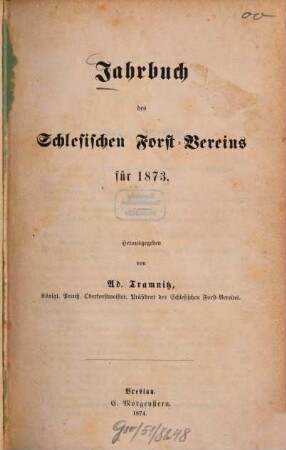 Jahrbuch
des
Schlesischen Forst-Vereins
für 1873.
Herausgegeben
von
Ad. Tramnitz,
Königl. Preuß. Oberforstmeister, Präsident des Schlesischen Forst-Vereins.
Breslau.
E. Morgenstern.
1874.